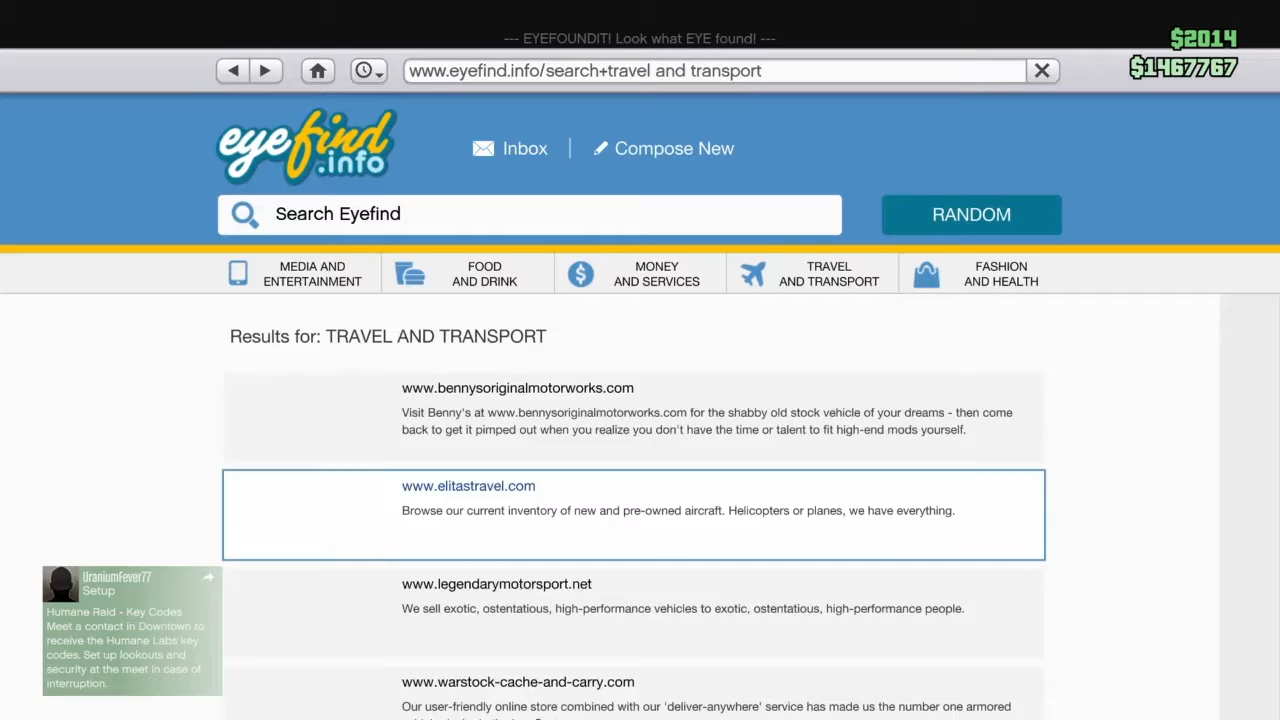 --- EYEFOUNDIT! Look what EYE found! ---
$2014
$1467767
www.eyefind.info/search+travel and transport
eyefind
.info
Inbox
Compose New
Search Eyefind
RANDOM
MEDIA AND
ENTERTAINMENT
FOOD
AND DRINK
MONEY
AND SERVICES
TRAVEL
AND TRANSPORT
FASHION
AND HEALTH
Results for: TRAVEL AND TRANSPORT
www.bennysoriginalmotorworks.com
Visit Benny's at www.bennysoriginalmotorworks.com for the shabby old stock vehicle of your dreams - then come
back to get it pimped out when you realize you don't have the time or talent to fit high-end mods yourself.
www.elitastravel.com
Browse our current inventory of new and pre-owned aircraft. Helicopters or planes, we have everything.
www.legendarymotorsport.net
We sell exotic, ostentatious, high-performance vehicles to exotic, ostentatious, high-performance people.
www.warstock-cache-and-carry.com
Our user-friendly online store combined with our 'deliver-anywhere' service has made us the number one armored
UraniumFever77
Setup
Humane Raid - Key Codes
Meet a contact in Downtown to
receive the Humane Labs key
codes. Set up lookouts and
security at the meet in case of
interruption.